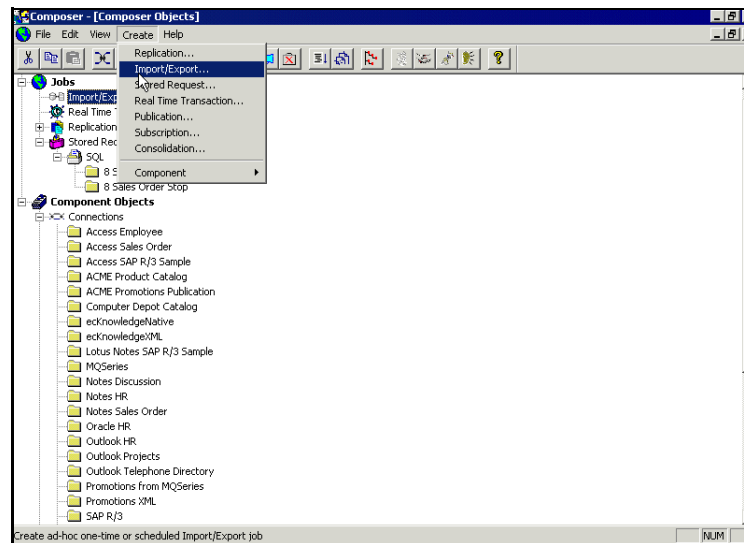 Composer - [Composer Objects]
File Edit View Create Help
Replication...
Import/Export...
Stored Request...
Real Time Transaction...
Publication...
Subscription...
Consolidation...
Component
Jobs
Import/Exp
Real Time
Replication
Stored Rec
SQL
8 S
8 Sales Order Stop
Component Objects
Connections
Access Employee
Access Sales Order
Access SAP R/3 Sample
ACME Product Catalog
ACME Promotions Publication
Computer Depot Catalog
ecKnowledgeNative
ecKnowledgeXML
Lotus Notes SAP R/3 Sample
MQSeries
Notes Discussion
Notes HR
Notes Sales Order
Oracle HR
Outlook HR
Outlook Projects
Outlook Telephone Directory
Promotions from MQSeries
Promotions XML
SAP R/3
Create ad-hoc one-time or scheduled Import/Export job
NUM